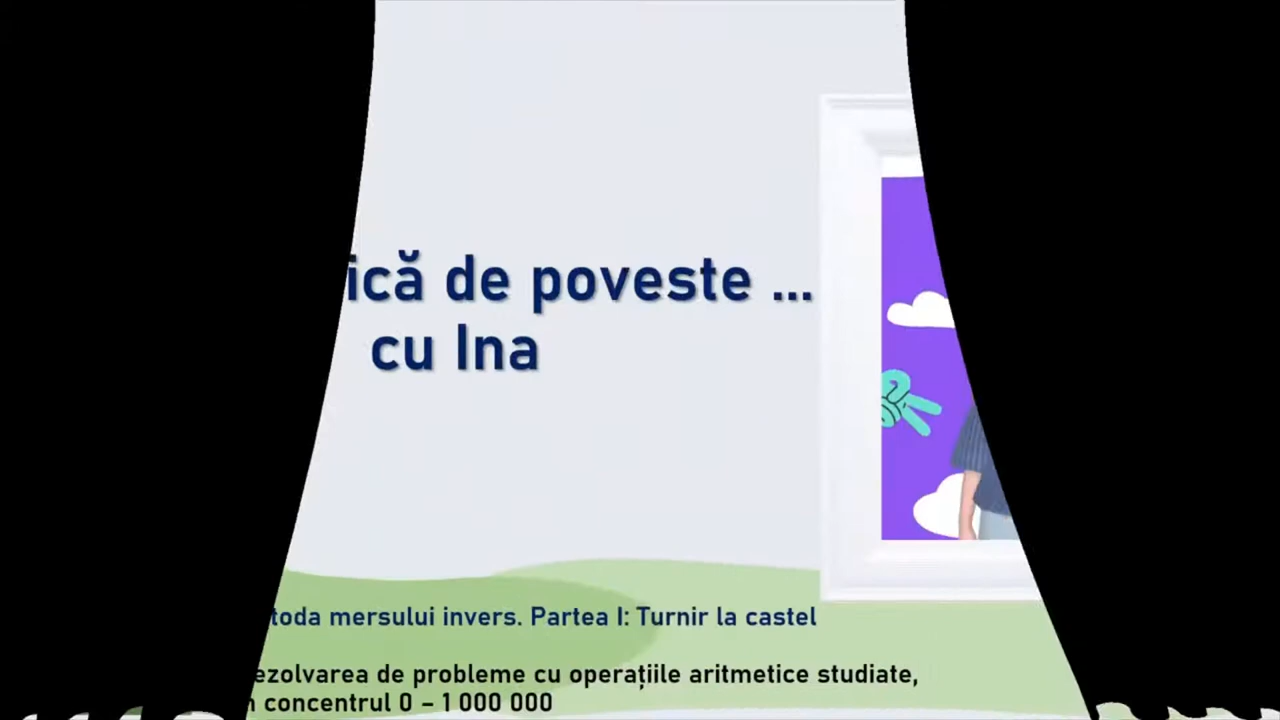 ică de poveste ...
cu Ina
toda mersului invers. Partea I: Turnir la castel
ezolvarea de probleme cu operațiile aritmetice studiate,
concentrul 0 – 1 000 000